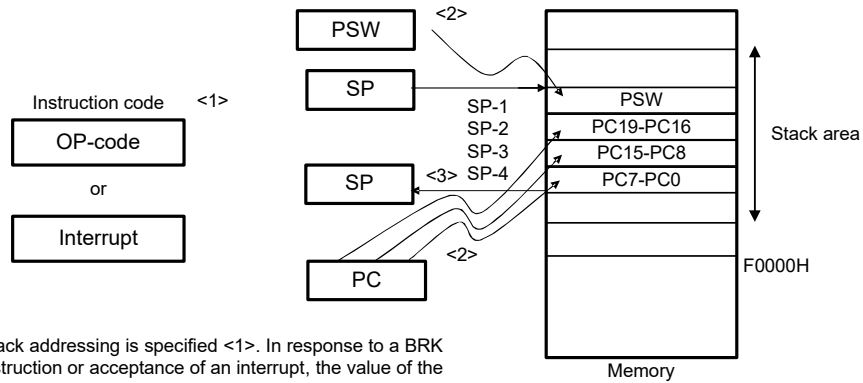 <2>
PSW
SP
Instruction code <1>
OP-code
or
Interrupt
SP-1
SP-2
SP-3
SP-4
PSW
PC19-PC16
PC15-PC8
PC7-PC0
Stack area
SP
<3>
<2>
PC
F0000H
Memory
ack addressing is specified <1>. In response to a BRK
struction or acceptance of an interrupt, the value of the